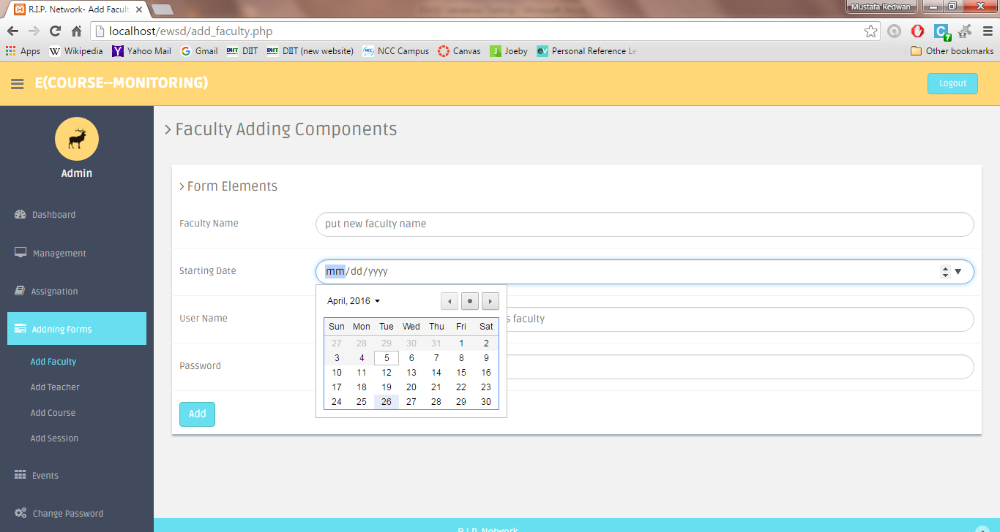 R.I.P. Network- Add Facult
Mustafa Redwan
localhost/ewsd/add_faculty.php
Apps Wikipedia Yahoo Mail Gmail DIIT DIIT (new website) NCC Campus Canvas Joeby Personal Reference Le Other bookmarks
E(COURSE--MONITORING)
Logout
Admin
Dashboard
Management
Assignation
Addning Forms
Add Faculty
Add Teacher
Add Course
Add Session
Events
Change Password
Faculty Adding Components
Form Elements
Faculty Name put new faculty name
Starting Date mm/dd/yyyy
April, 2016
Sun Mon Tue Wed Thu Fri Sat
27 28 29 30 31 1 2
3 4 5 6 7 8 9
10 11 12 13 14 15 16
17 18 19 20 21 22 23
24 25 26 27 28 29 30
User Name s faculty
Password
Add
R.I.P. Network